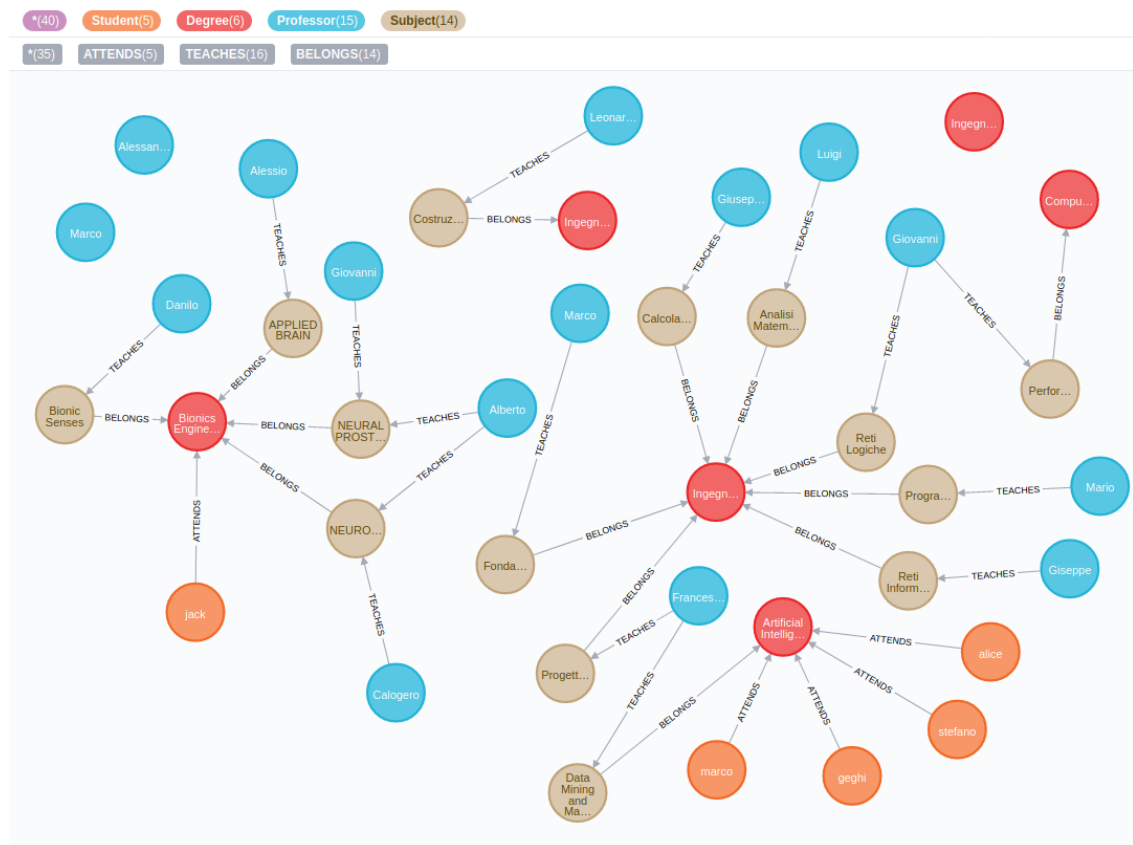 *(40) Student(5) Degree(6) Professor(15) Subject(14)
*(35) ATTENDS(5) TEACHES(16) BELONGS(14)
Leonar…
Ingegn…
Alessan…
Luigi
Alessio
TEACHES
Giusep…
Compu…
Costruz…
BELONGS
Ingegn…
Marco
TEACHES
TEACHES
Giovanni
TEACHES
Giovanni
Danilo
Marco
Calcola…
Analisi
Matem…
TEACHES
BELONGS
APPLIED
BRAIN
TEACHES
TEACHES
TEACHES
BELONGS
Perfor…
Bionic
Senses
BELONGS
Bionics
Engine…
BELONGS
NEURAL
PROST…
TEACHES
Alberto
TEACHES
BELONGS
BELONGS
Reti
Logiche
BELONGS
TEACHES
BELONGS
Ingegn…
BELONGS
Progra…
TEACHES
Mario
ATTENDS
NEURO…
BELONGS
BELONGS
Fonda…
Reti
Inform…
TEACHES
Giseppe
BELONGS
Frances…
jack
TEACHES
TEACHES
Artificial
Intellig…
ATTENDS
alice
Progett…
TEACHES
ATTENDS
Calogero
BELONGS
ATTENDS
ATTENDS
stefano
marco
geghi
Data
Mining
and
Ma…